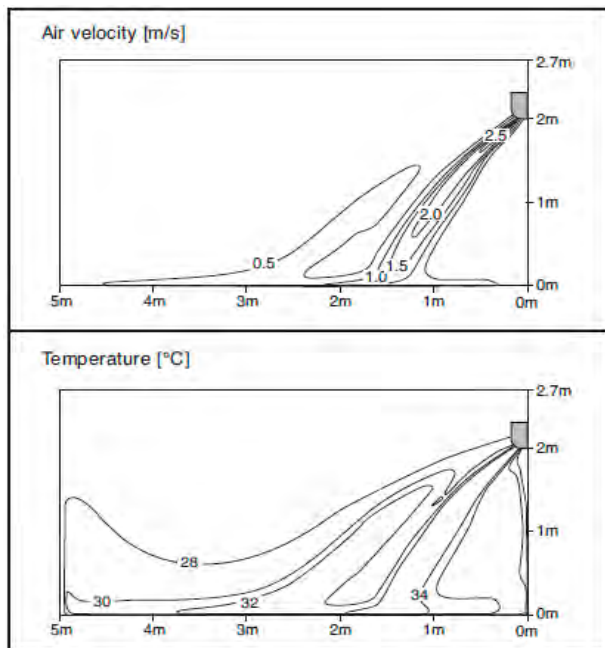 Air velocity [m/s]
2.7m
2.5
2m
2.0
1m
0.5
1.5
1.0
0m
5m 4m 3m 2m 1m 0m
Temperature [°C]
2.7m
2m
1m
28
30
32
34
0m
5m 4m 3m 2m 1m 0m